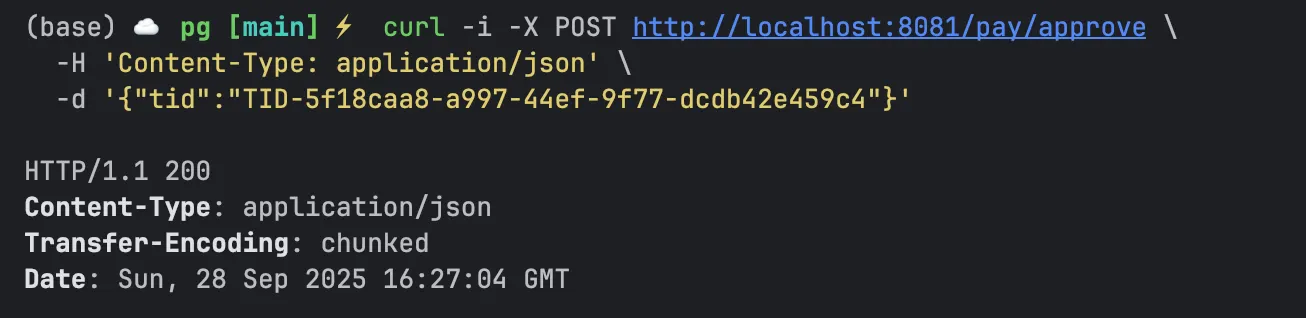 (base) ☁️ pg [main] ⚡ curl -i -X POST http://localhost:8081/pay/approve \
-H 'Content-Type: application/json' \
-d '{"tid":"TID-5f18caa8-a997-44ef-9f77-dcdb42e459c4"}'
HTTP/1.1 200
Content-Type: application/json
Transfer-Encoding: chunked
Date: Sun, 28 Sep 2025 16:27:04 GMT